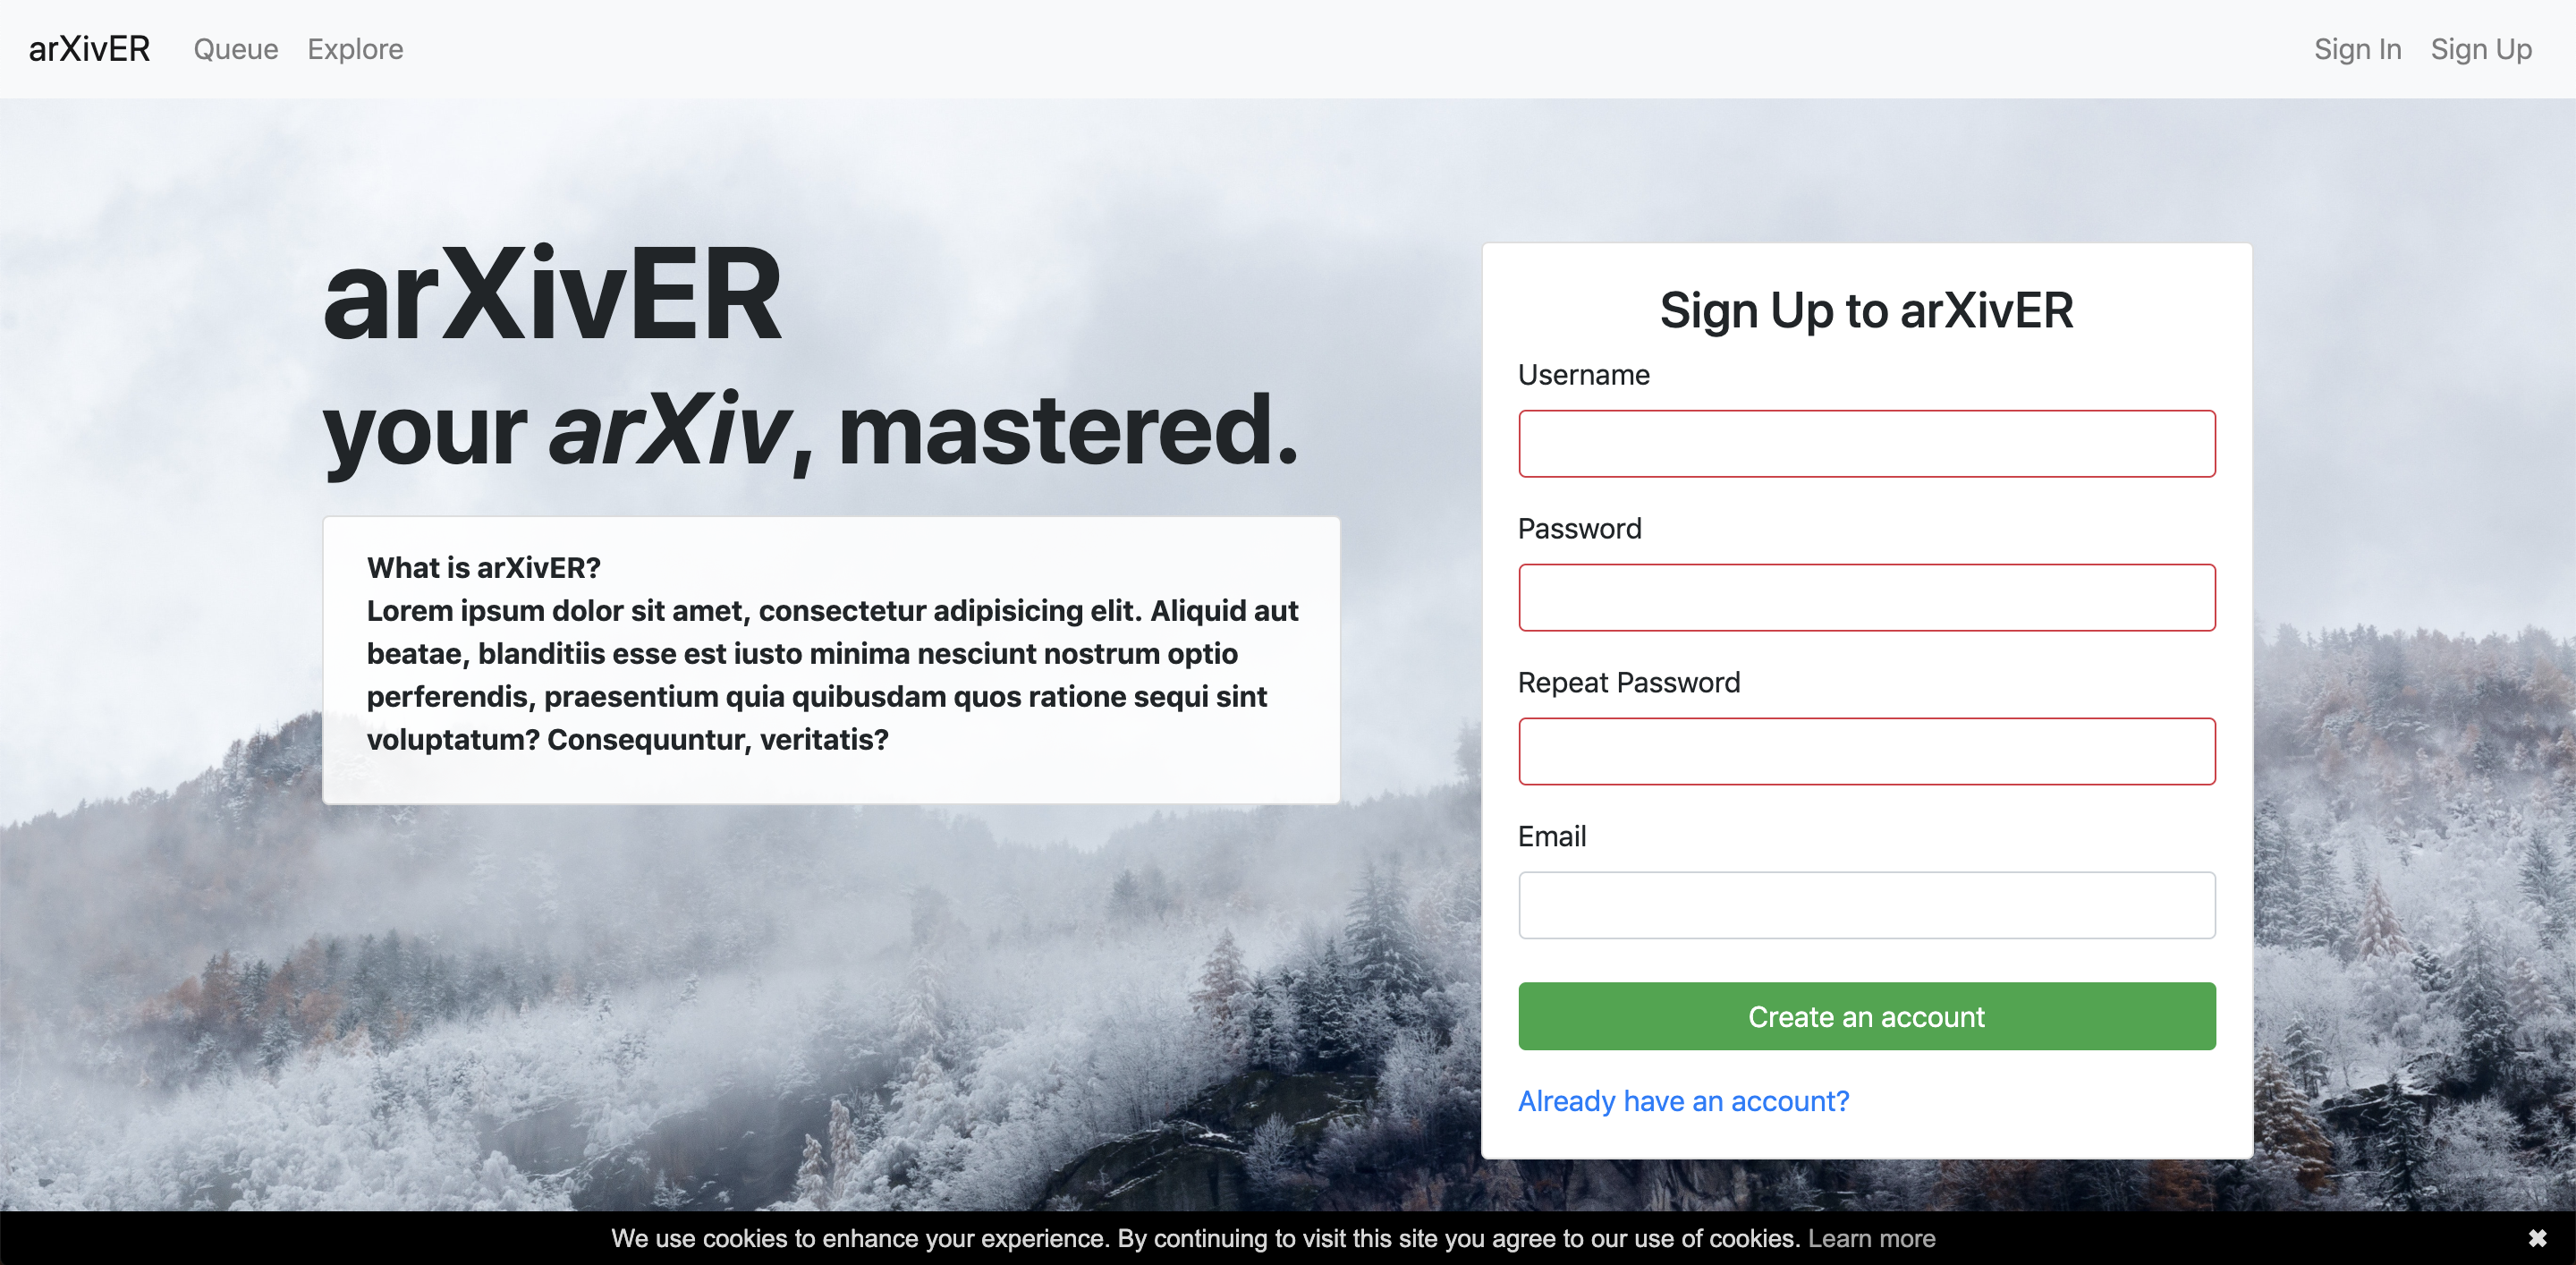 arXivER Queue Explore Sign In Sign Up
arXivER
your arXiv, mastered.
What is arXivER?
Lorem ipsum dolor sit amet, consectetur adipisicing elit. Aliquid aut
beatae, blanditiis esse est iusto minima nesciunt nostrum optio
perferendis, praesentium quia quibusdam quos ratione sequi sint
voluptatum? Consequuntur, veritatis?
Sign Up to arXivER
Username
Password
Repeat Password
Email
Create an account
Already have an account?
We use cookies to enhance your experience. By continuing to visit this site you agree to our use of cookies. Learn more ✖